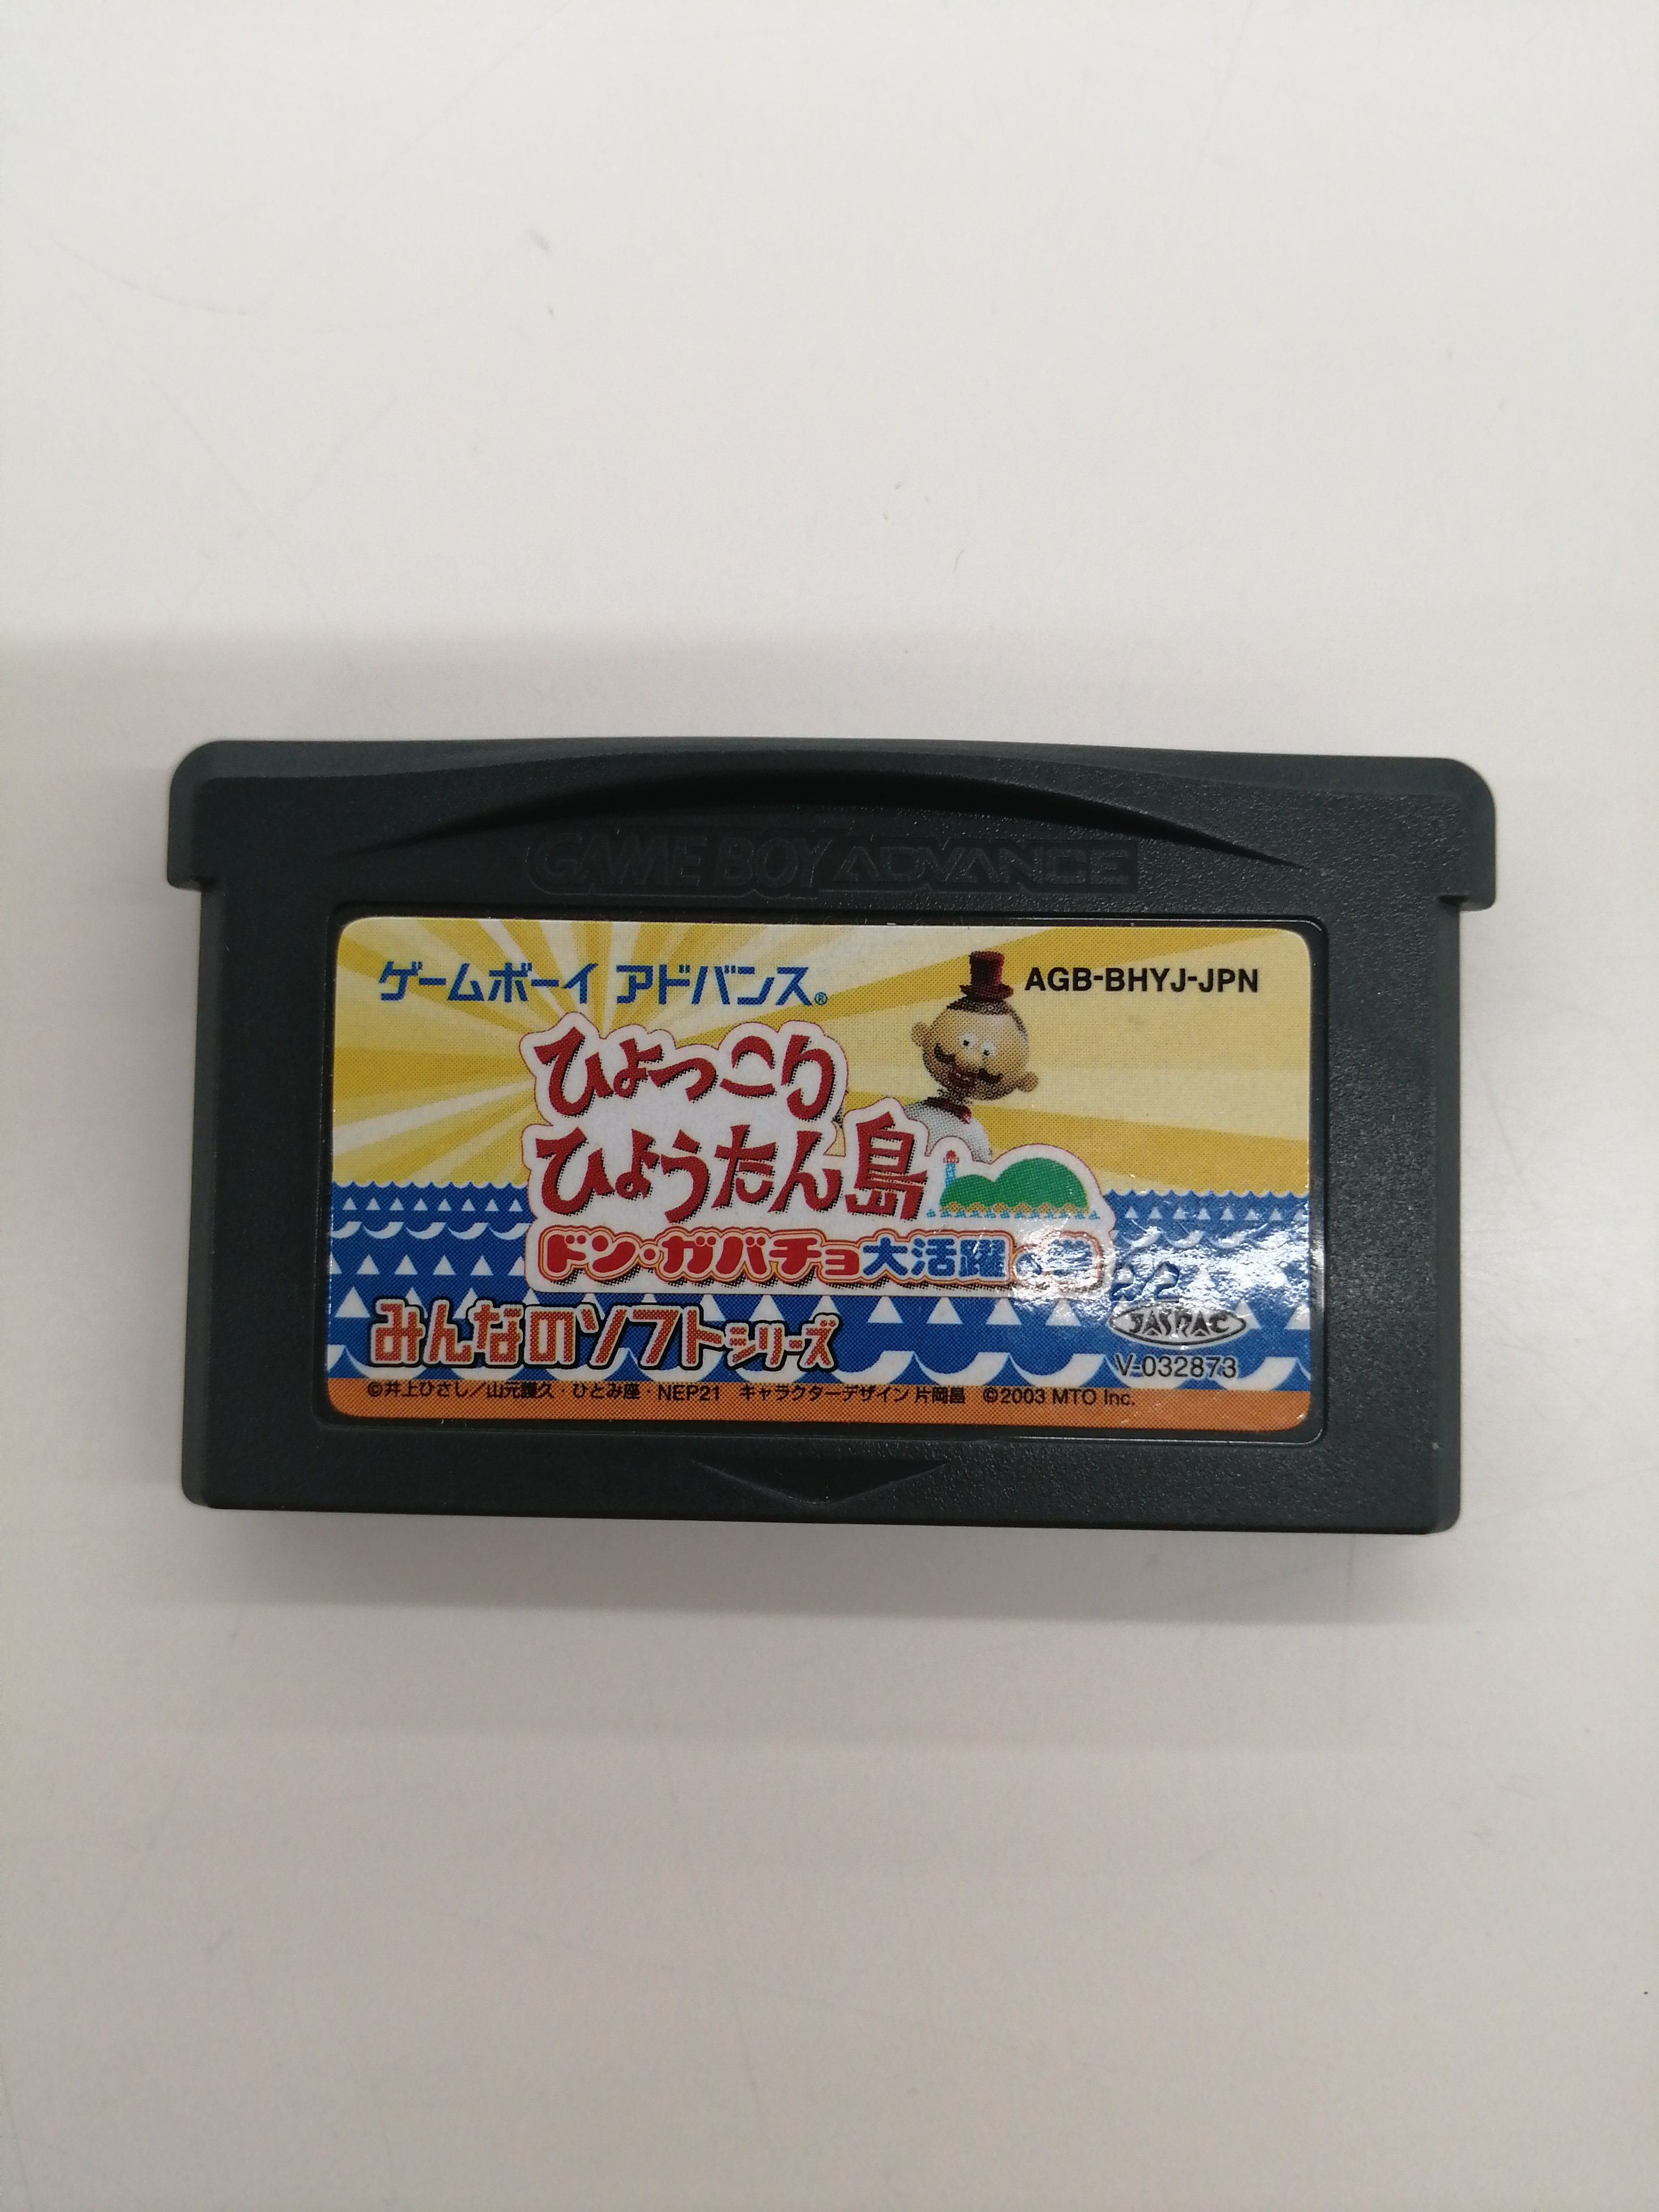 GAME BOY ADVANCE
ゲームボーイ アドバンス®
AGB-BHYJ-JPN
ひょっこり
ひょうたん島
ドン・ガバチョ大活躍の巻
22
みんなのソフトシリーズ
JASRAC
V-032873
©井上ひさし/山元護久・ひとみ座・NEP21 キャラクターデザイン 片岡昌 ©2003 MTO Inc.